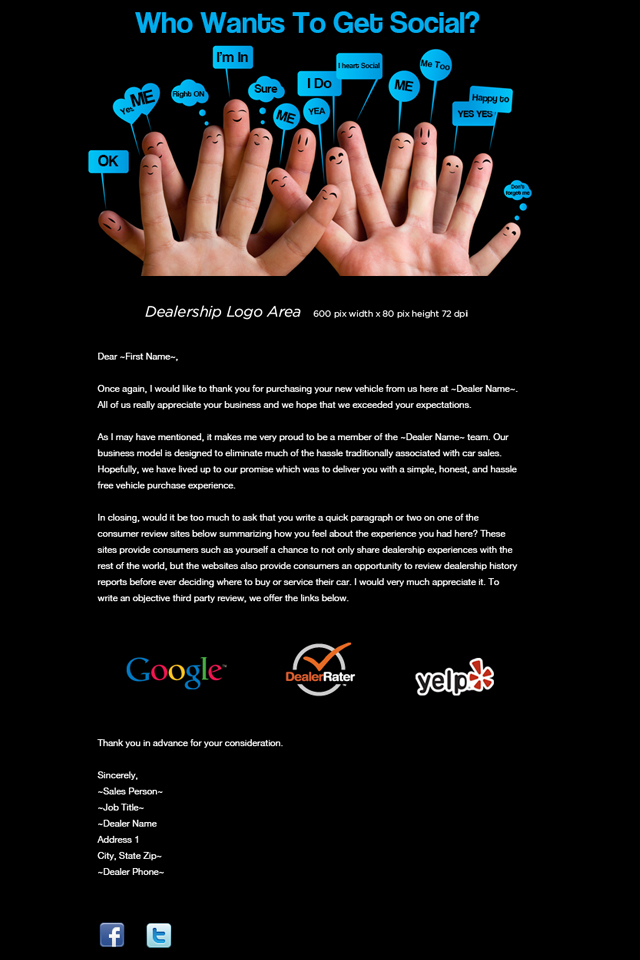 Who Wants To Get Social?
I'm In
I heart Social
Me Too
I Do
ME
Yes
ME
Right ON
Sure
ME
YEA
Happy to
YES YES
OK
Don't
forget me
Dealership Logo Area 600 pix width x 80 pix height 72 dpi
Dear ~First Name~,
Once again, I would like to thank you for purchasing your new vehicle from us here at ~Dealer Name~.
All of us really appreciate your business and we hope that we exceeded your expectations.
As I may have mentioned, it makes me very proud to be a member of the ~Dealer Name~ team. Our
business model is designed to eliminate much of the hassle traditionally associated with car sales.
Hopefully, we have lived up to our promise which was to deliver you with a simple, honest, and hassle
free vehicle purchase experience.
In closing, would it be too much to ask that you write a quick paragraph or two on one of the
consumer review sites below summarizing how you feel about the experience you had here? These
sites provide consumers such as yourself a chance to not only share dealership experiences with the
rest of the world, but the websites also provide consumers an opportunity to review dealership history
reports before ever deciding where to buy or service their car. I would very much appreciate it. To
write an objective third party review, we offer the links below.
Google™
DealerRater™
yelp
Thank you in advance for your consideration.
Sincerely,
~Sales Person~
~Job Title~
~Dealer Name
Address 1
City, State Zip~
~Dealer Phone~
f
t